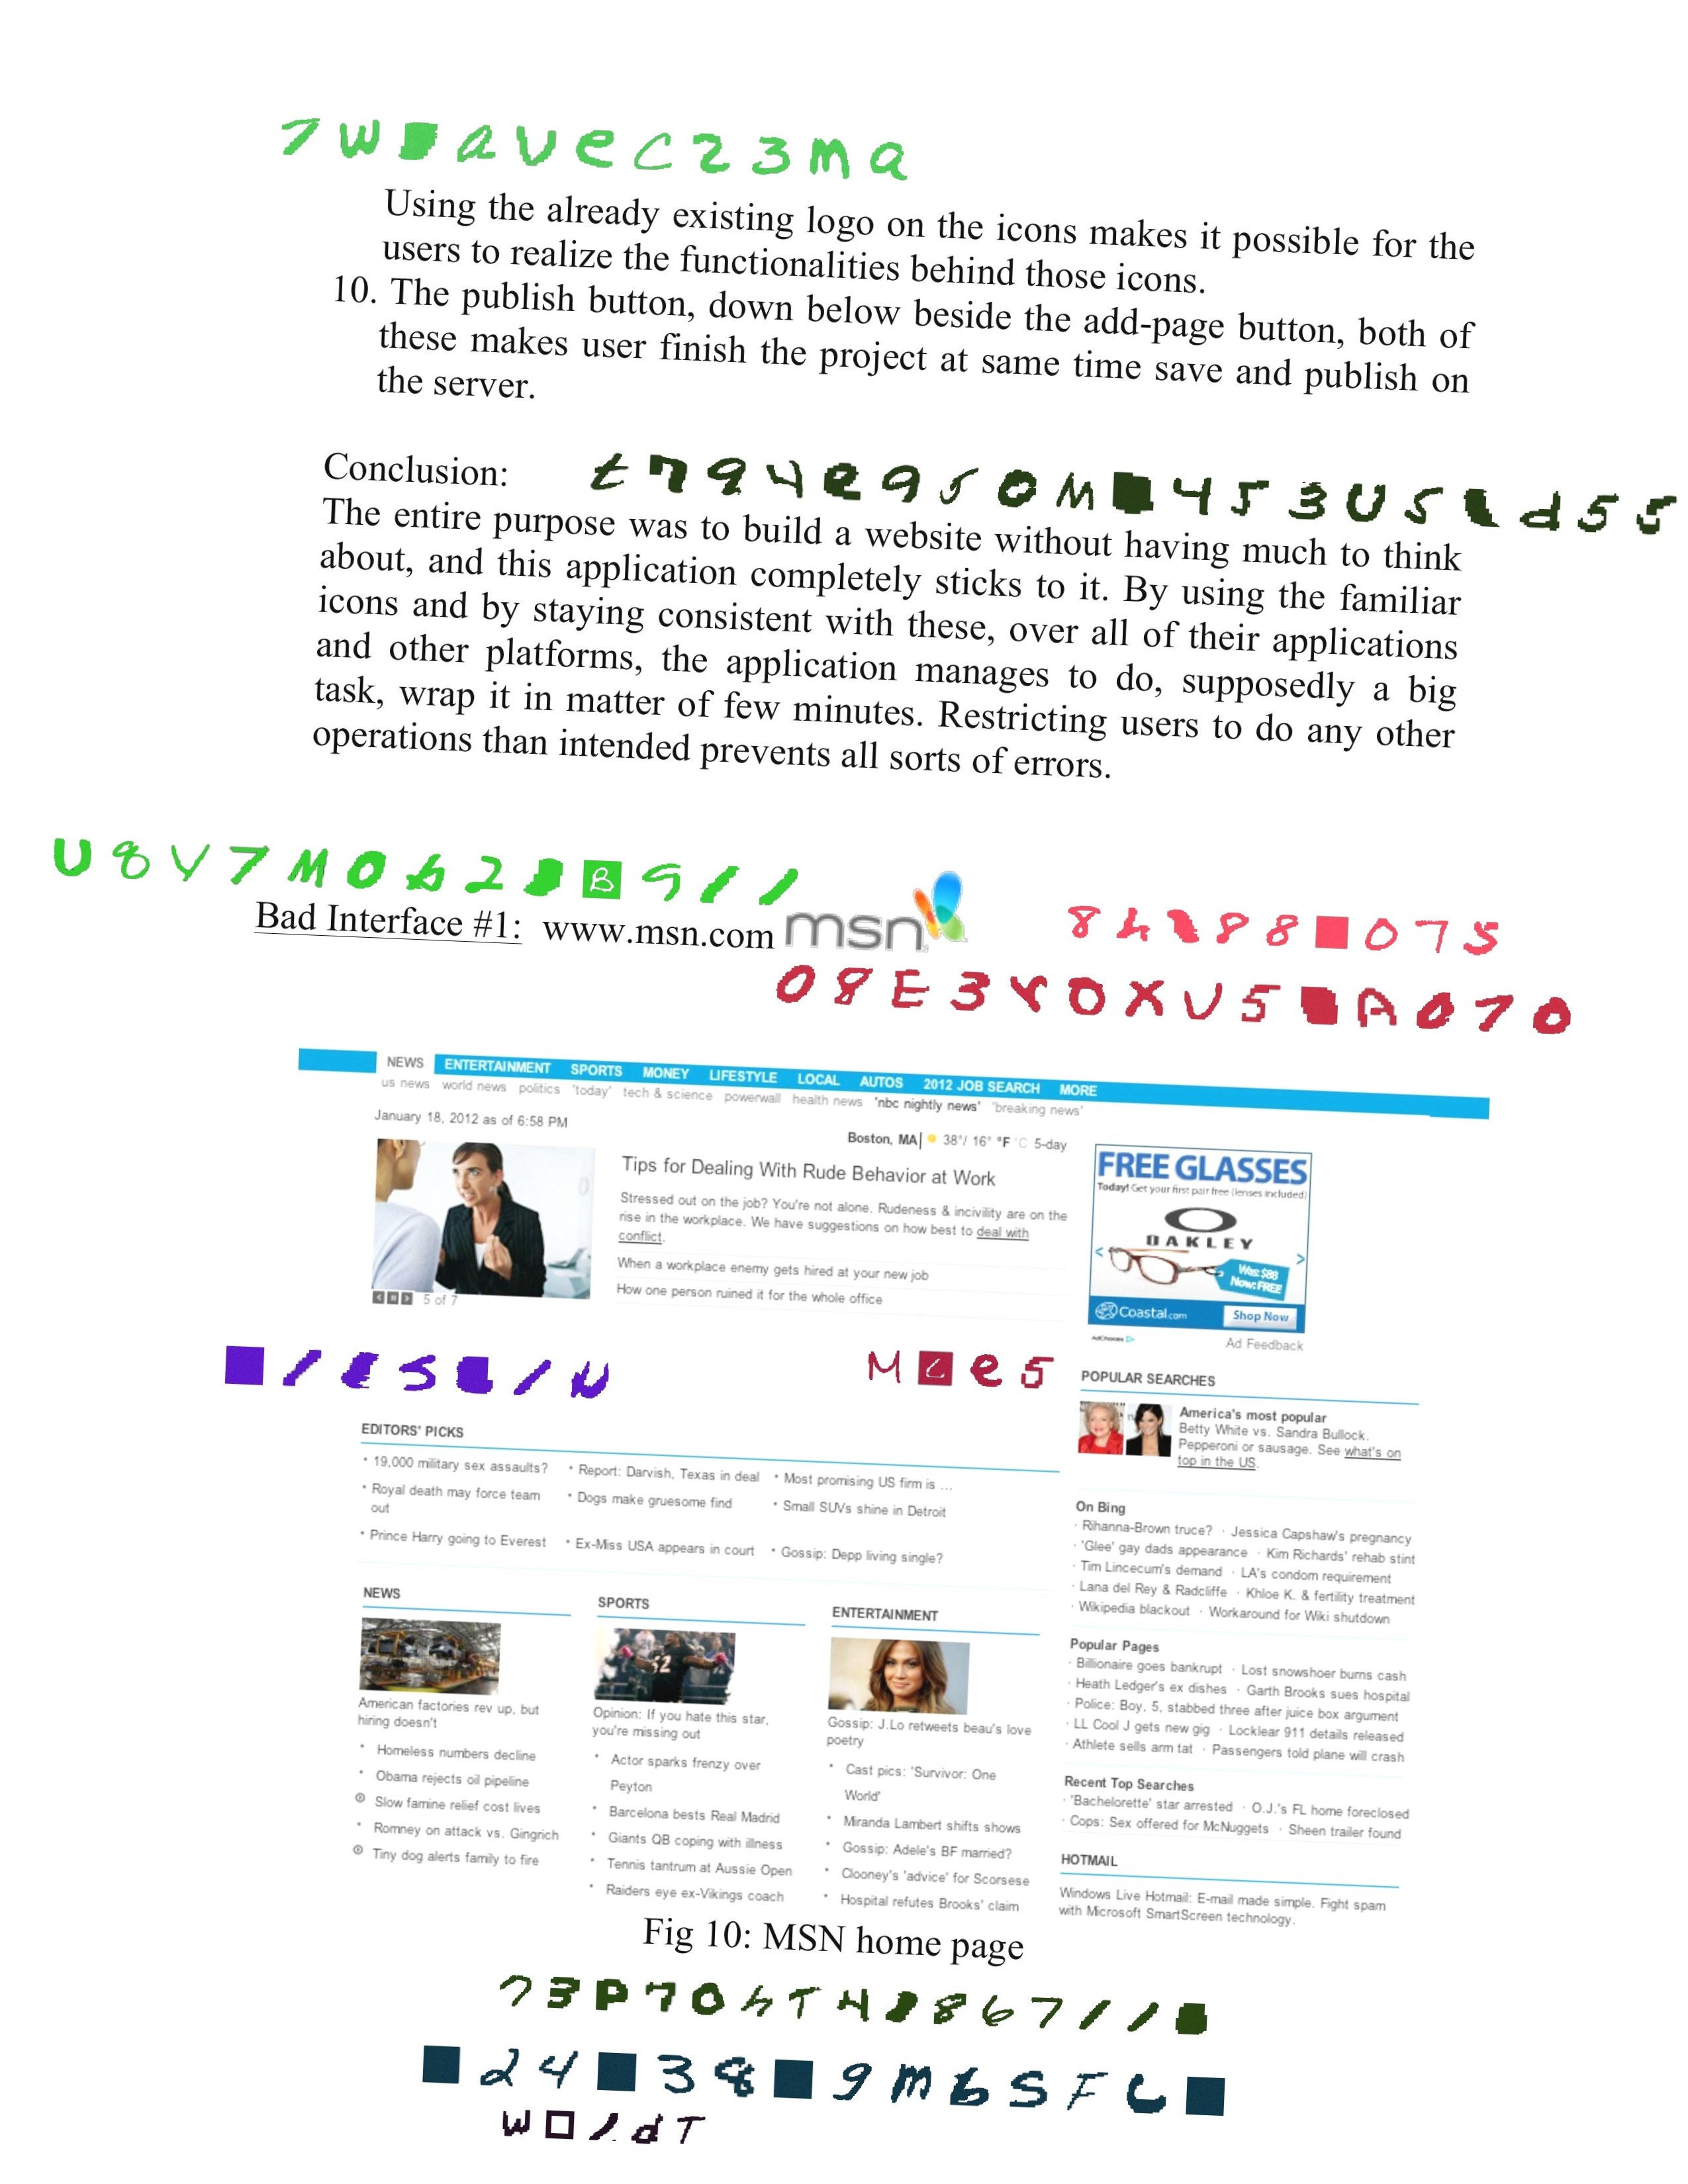 Using the already existing logo on the icons makes it possible for the
users to realize the functionalities behind those icons.
10. The publish button, down below beside the add-page button, both of
these makes user finish the project at same time save and publish on
the server.
Conclusion:
The entire purpose was to build a website without having much to think
about, and this application completely sticks to it. By using the familiar
icons and by staying consistent with these, over all of their applications
and other platforms, the application manages to do, supposedly a big
task, wrap it in matter of few minutes. Restricting users to do any other
operations than intended prevents all sorts of errors.
Bad Interface #1: www.msn.com msn
NEWS ENTERTAINMENT SPORTS MONEY LIFESTYLE LOCAL AUTOS 2012 JOB SEARCH MORE
us news world news politics 'today' tech & science powerwall health news 'nbc nightly news' 'breaking news'
January 18, 2012 as of 6:58 PM
Boston, MA| 38°/ 16° °F °C 5-day
Tips for Dealing With Rude Behavior at Work
Stressed out on the job? You're not alone. Rudeness & incivility are on the
rise in the workplace. We have suggestions on how best to deal with
conflict.
When a workplace enemy gets hired at your new job
How one person ruined it for the whole office
5 of 7
FREE GLASSES
Today! Get your first pair free (lenses included)
OAKLEY
Was: $88
Now: FREE
Coastal.com Shop Now
AdChoices
Ad Feedback
M C e 5
POPULAR SEARCHES
America's most popular
Betty White vs. Sandra Bullock.
Pepperoni or sausage. See what's on
top in the US.
EDITORS' PICKS
• 19,000 military sex assaults? • Report: Darvish, Texas in deal • Most promising US firm is ...
• Royal death may force team • Dogs make gruesome find • Small SUVs shine in Detroit
out
• Prince Harry going to Everest • Ex-Miss USA appears in court • Gossip: Depp living single?
On Bing
· Rihanna-Brown truce? · Jessica Capshaw's pregnancy
· 'Glee' gay dads appearance · Kim Richards' rehab stint
· Tim Lincecum's demand · LA's condom requirement
· Lana del Rey & Radcliffe · Khloe K. & fertility treatment
· Wikipedia blackout · Workaround for Wiki shutdown
Popular Pages
· Billionaire goes bankrupt · Lost snowshoer burns cash
· Heath Ledger's ex dishes · Garth Brooks sues hospital
· Police: Boy, 5, stabbed three after juice box argument
· LL Cool J gets new gig · Locklear 911 details released
· Athlete sells arm tat · Passengers told plane will crash
Recent Top Searches
· 'Bachelorette' star arrested · O.J.'s FL home foreclosed
· Cops: Sex offered for McNuggets · Sheen trailer found
HOTMAIL
Windows Live Hotmail: E-mail made simple. Fight spam
with Microsoft SmartScreen technology.
NEWS
American factories rev up, but
hiring doesn't
• Homeless numbers decline
• Obama rejects oil pipeline
Slow famine relief cost lives
• Romney on attack vs. Gingrich
Tiny dog alerts family to fire
SPORTS
Opinion: If you hate this star,
you're missing out
• Actor sparks frenzy over
Peyton
• Barcelona bests Real Madrid
• Giants QB coping with illness
• Tennis tantrum at Aussie Open
• Raiders eye ex-Vikings coach
ENTERTAINMENT
Gossip: J.Lo retweets beau's love
poetry
• Cast pics: 'Survivor: One
World'
• Miranda Lambert shifts shows
• Gossip: Adele's BF married?
• Clooney's 'advice' for Scorsese
• Hospital refutes Brooks' claim
Fig 10: MSN home page